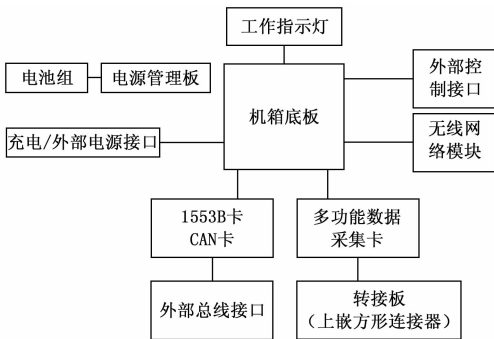 工作指示灯
电池组
电源管理板
机箱底板
外部控
制接口
充电/外部电源接口
无线网
络模块
1553B卡
CAN卡
多功能数据
采集卡
外部总线接口
转接板
（上嵌方形连接器）